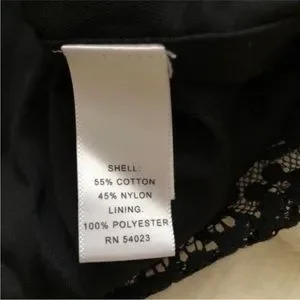 SHELL:
55% COTTON
45% NYLON
LINING.
100% POLYESTER
RN 54023